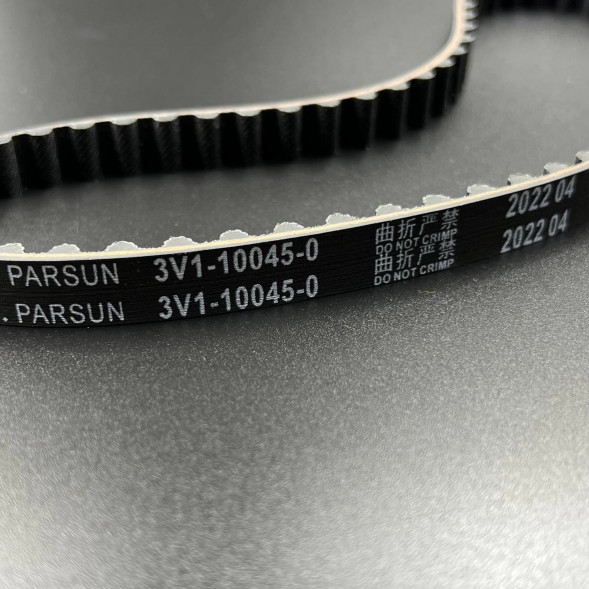 PARSUN 3V1-10045-0 曲折严禁 DO NOT CRIMP 2022 04
. PARSUN 3V1-10045-0 曲折严禁 DO NOT CRIMP 2022 04